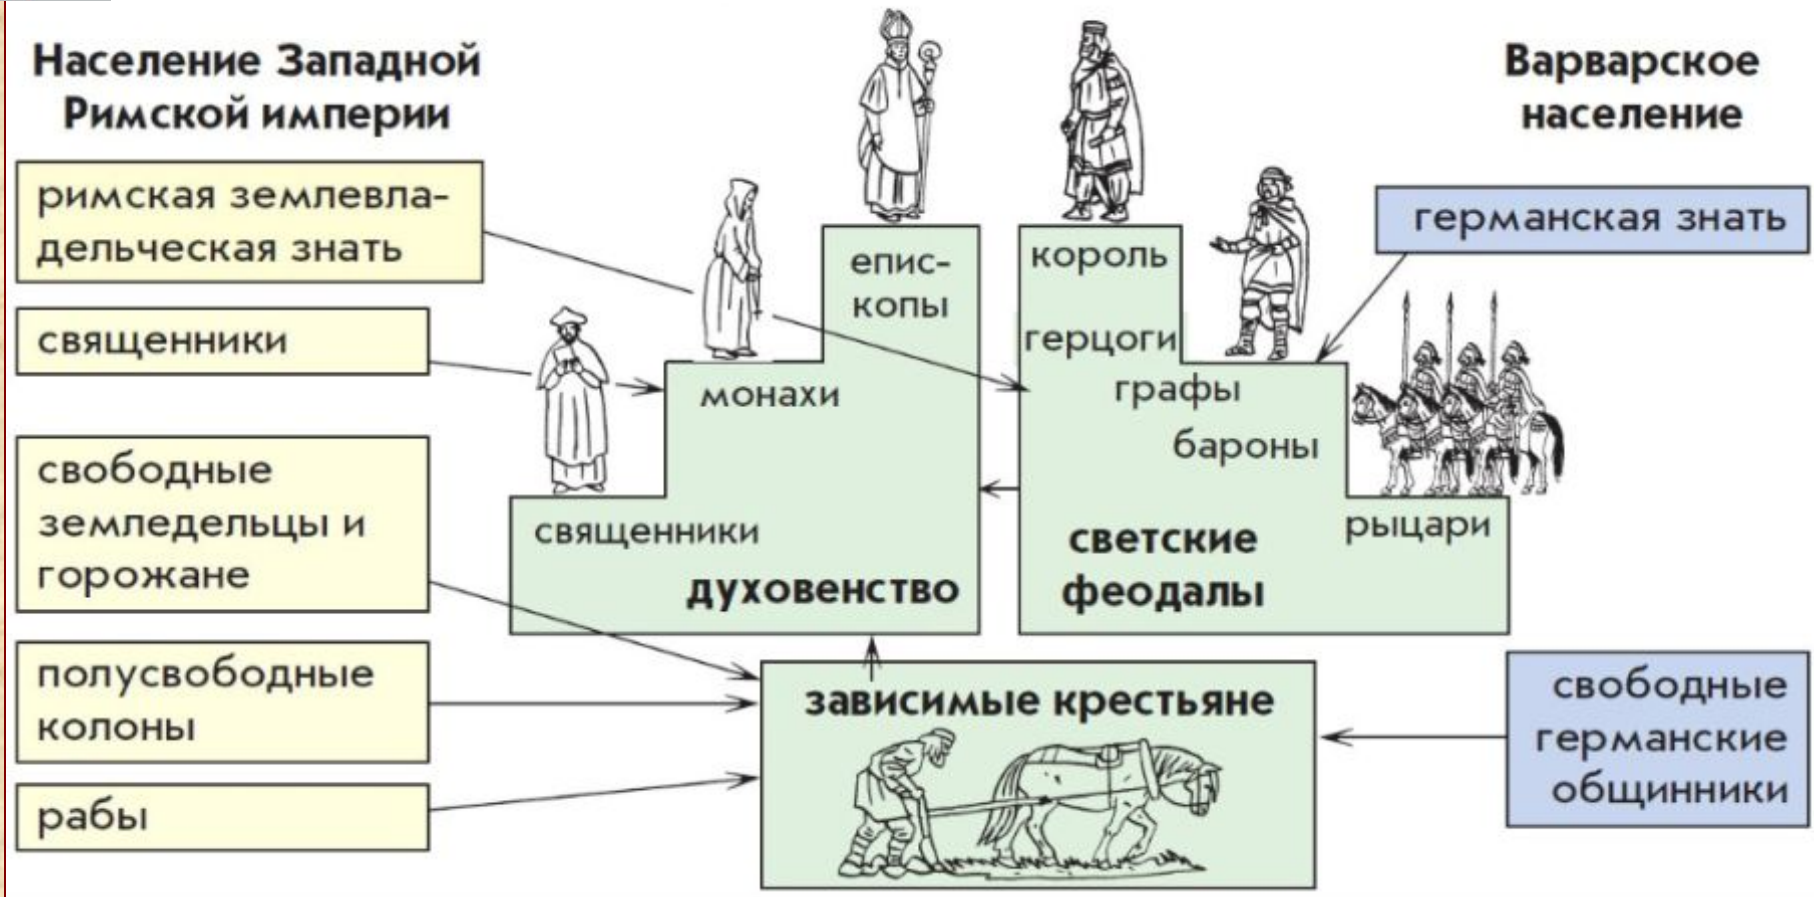 Население Западной
Римской империи
римская землевла-
дельческая знать
священники
свободные
земледельцы и
горожане
полусвободные
колоны
рабы
епис-
копы
монахи
священники
духовенство
король
герцоги
графы
бароны
рыцари
светские
феодалы
зависимые крестьяне
Варварское
население
германская знать
свободные
германские
общинники